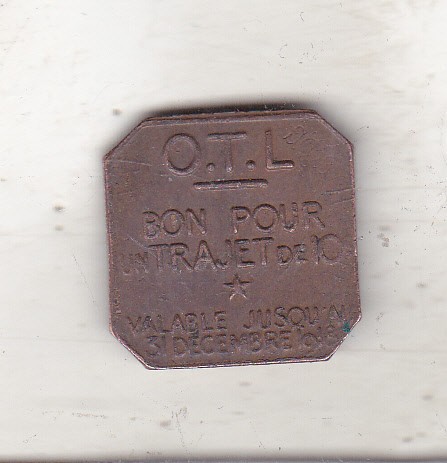 O.T.L
BON POUR
UN TRAJET DE 10
VALABLE JUSQU'AU
31 DECEMBRE